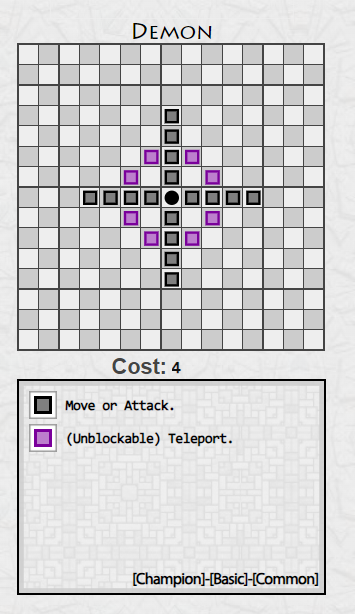 Demon
Cost: 4
Move or Attack.
(Unblockable) Teleport.
[Champion]-[Basic]-[Common]